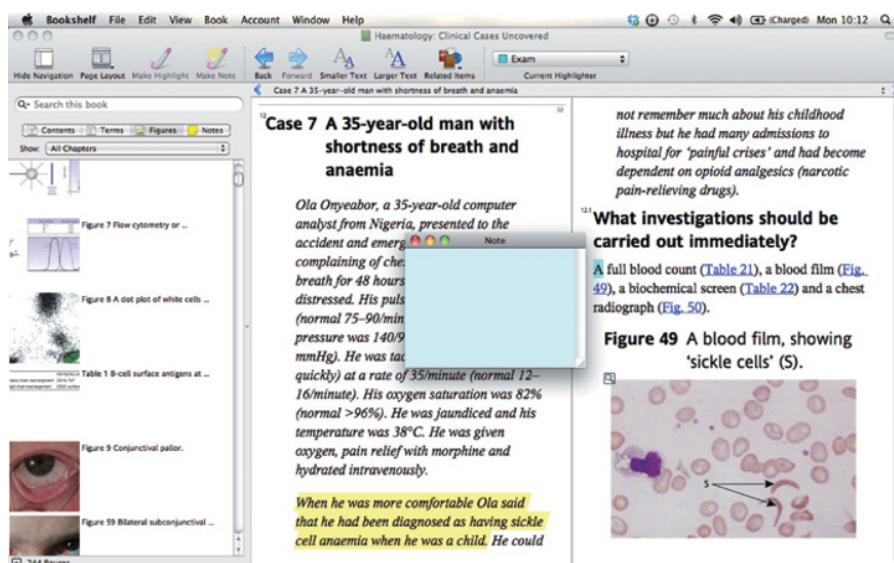 Bookshelf File Edit View Book Account Window Help
(Charged) Mon 10:12
Haematology: Clinical Cases Uncovered
Exam
Hide Navigation Page Layout Make Highlight Make Note Back Forward Smaller Text Larger Text Related Items Current Highlighter
Case 7 A 35-year-old man with shortness of breath and anaemia
Search this book
Contents Terms Figures Notes
Show: All Chapters
Figure 7 Flow cytometry or ...
Figure 8 A dot plot of white cells ...
Table 1 B-cell surface antigens at ...
Figure 9 Conjunctival pallor.
Figure 59 Bilateral subconjunctival ...
244 figures
12
Case 7 A 35-year-old man with
shortness of breath and
anaemia
Ola Onyeabor, a 35-year-old computer
analyst from Nigeria, presented to the
accident and emerg
complaining of che
breath for 48 hours
distressed. His puls
(normal 75–90/min
pressure was 140/9
mmHg). He was tac
quickly) at a rate of 35/minute (normal 12–
16/minute). His oxygen saturation was 82%
(normal >96%). He was jaundiced and his
temperature was 38°C. He was given
oxygen, pain relief with morphine and
hydrated intravenously.
When he was more comfortable Ola said
that he had been diagnosed as having sickle
cell anaemia when he was a child. He could
Note
not remember much about his childhood
illness but he had many admissions to
hospital for ‘painful crises’ and had become
dependent on opioid analgesics (narcotic
pain-relieving drugs).
12.1
What investigations should be
carried out immediately?
A full blood count (Table 21), a blood film (Fig.
49), a biochemical screen (Table 22) and a chest
radiograph (Fig. 50).
Figure 49 A blood film, showing
‘sickle cells’ (S).
S